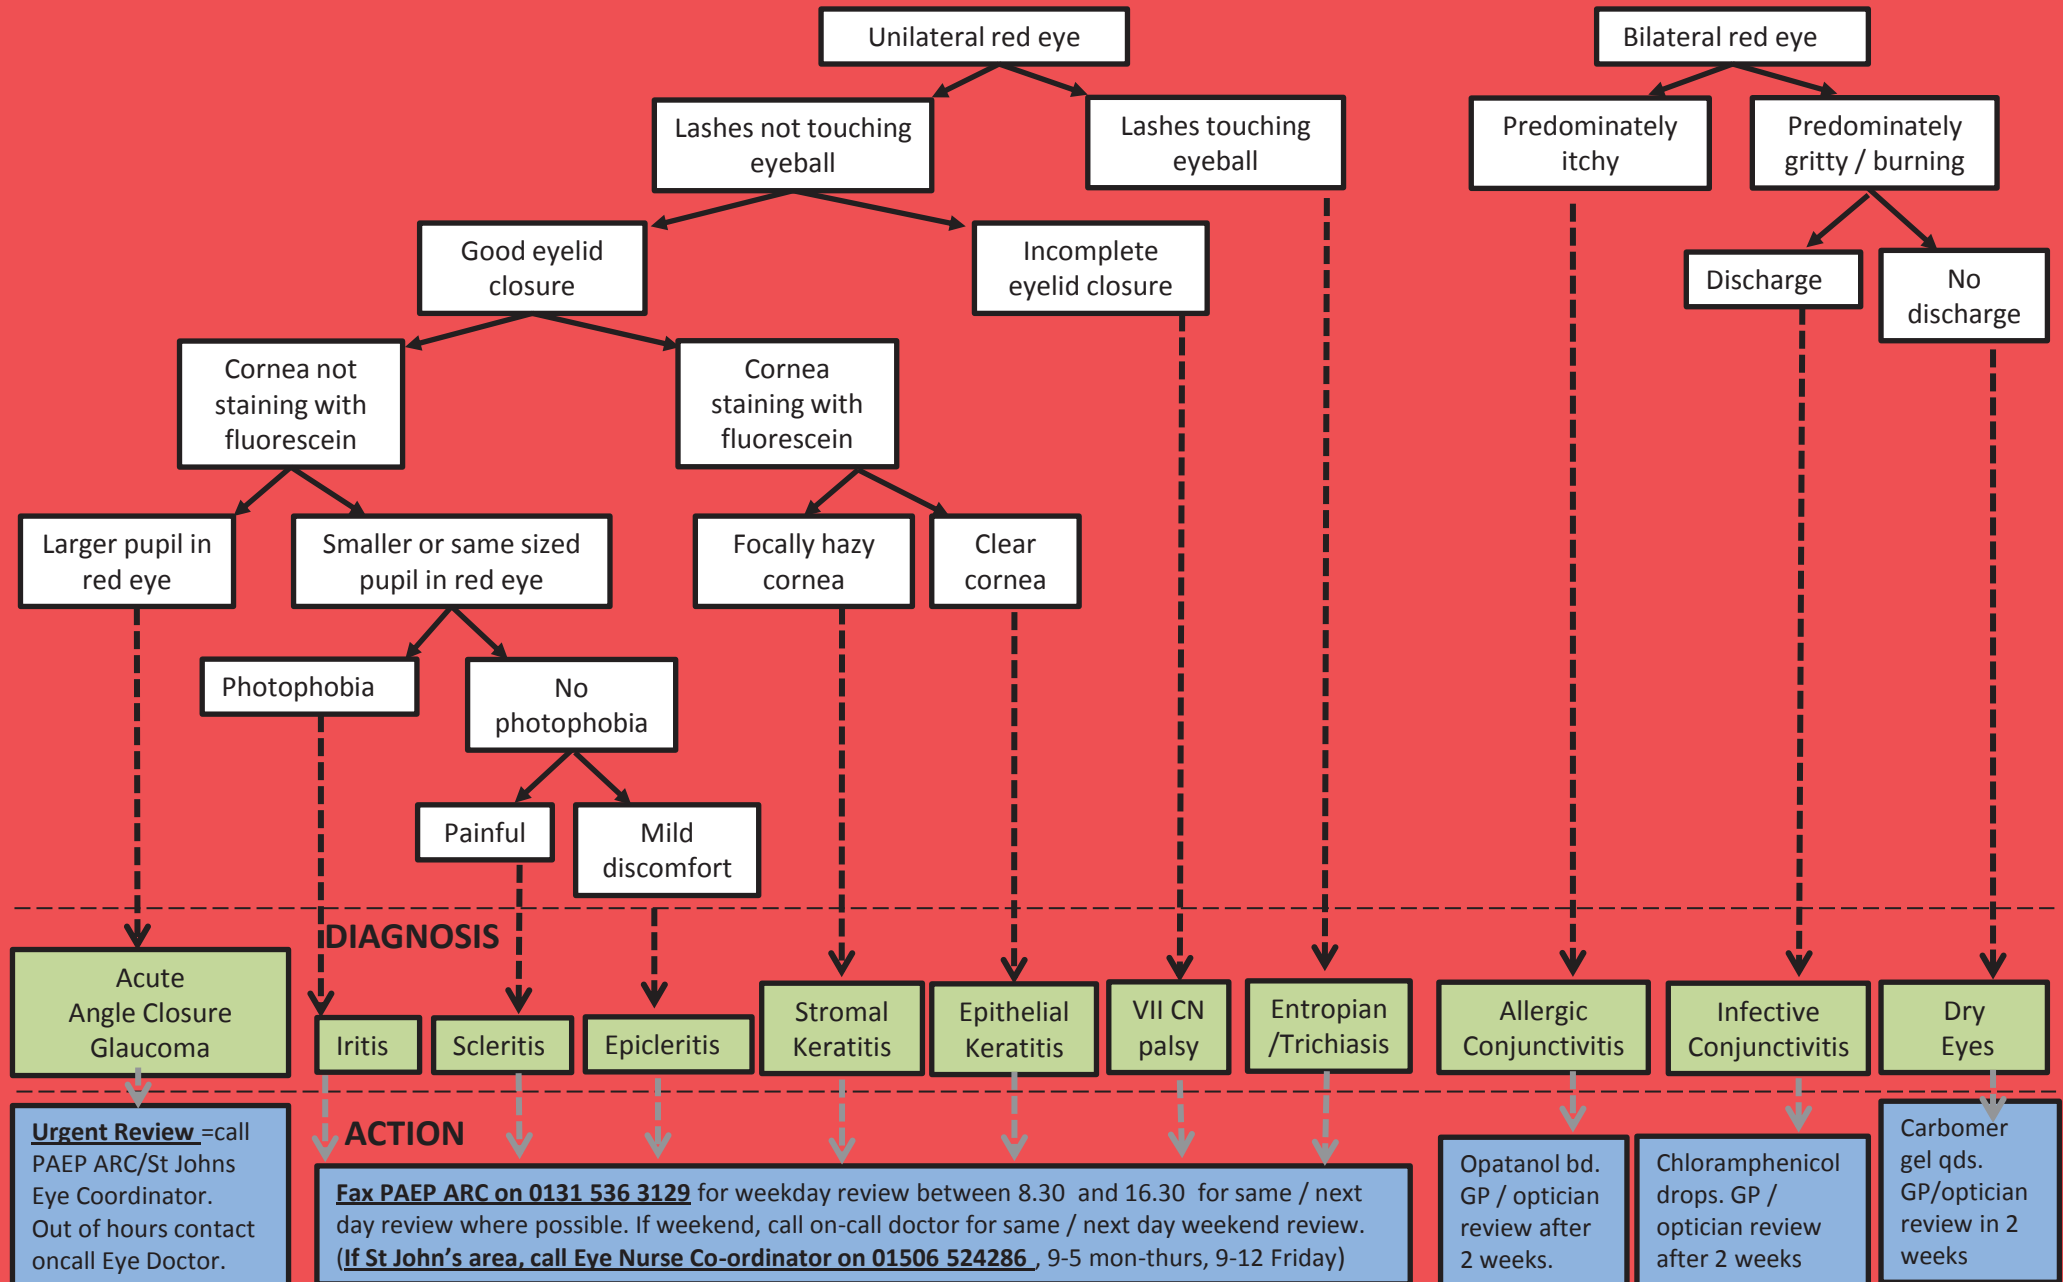 Unilateral red eye
Bilateral red eye
Lashes not touching
eyeball
Lashes touching
eyeball
Predominately
itchy
Predominately
gritty / burning
Good eyelid
closure
Incomplete
eyelid closure
Discharge
No
discharge
Cornea not
staining with
fluorescein
Cornea
staining with
fluorescein
Larger pupil in
red eye
Smaller or same sized
pupil in red eye
Focally hazy
cornea
Clear
cornea
Photophobia
No
photophobia
Painful
Mild
discomfort
DIAGNOSIS
Acute
Angle Closure
Glaucoma
Iritis
Scleritis
Epicleritis
Stromal
Keratitis
Epithelial
Keratitis
VII CN
palsy
Entropian
/Trichiasis
Allergic
Conjunctivitis
Infective
Conjunctivitis
Dry
Eyes
ACTION
Urgent Review =call
PAEP ARC/St Johns
Eye Coordinator.
Out of hours contact
oncall Eye Doctor.
Fax PAEP ARC on 0131 536 3129 for weekday review between 8.30 and 16.30 for same / next
day review where possible. If weekend, call on-call doctor for same / next day weekend review.
(If St John's area, call Eye Nurse Co-ordinator on 01506 524286 , 9-5 mon-thurs, 9-12 Friday)
Opatanol bd.
GP / optician
review after
2 weeks.
Chloramphenicol
drops. GP /
optician review
after 2 weeks
Carbomer
gel qds.
GP/optician
review in 2
weeks